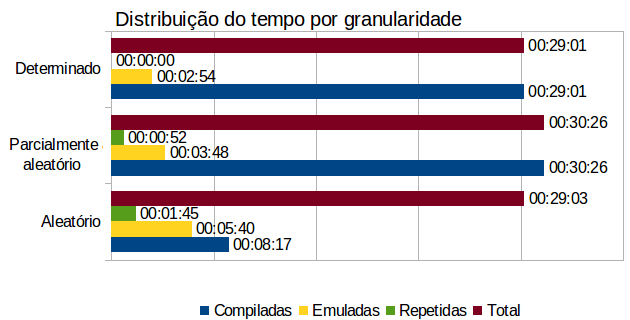 Distribuição do tempo por granularidade
Determinado
00:29:01
00:00:00
00:02:54
00:29:01
Parcialmente
aleatório
00:30:26
00:00:52
00:03:48
00:30:26
Aleatório
00:29:03
00:01:45
00:05:40
00:08:17
Compiladas Emuladas Repetidas Total